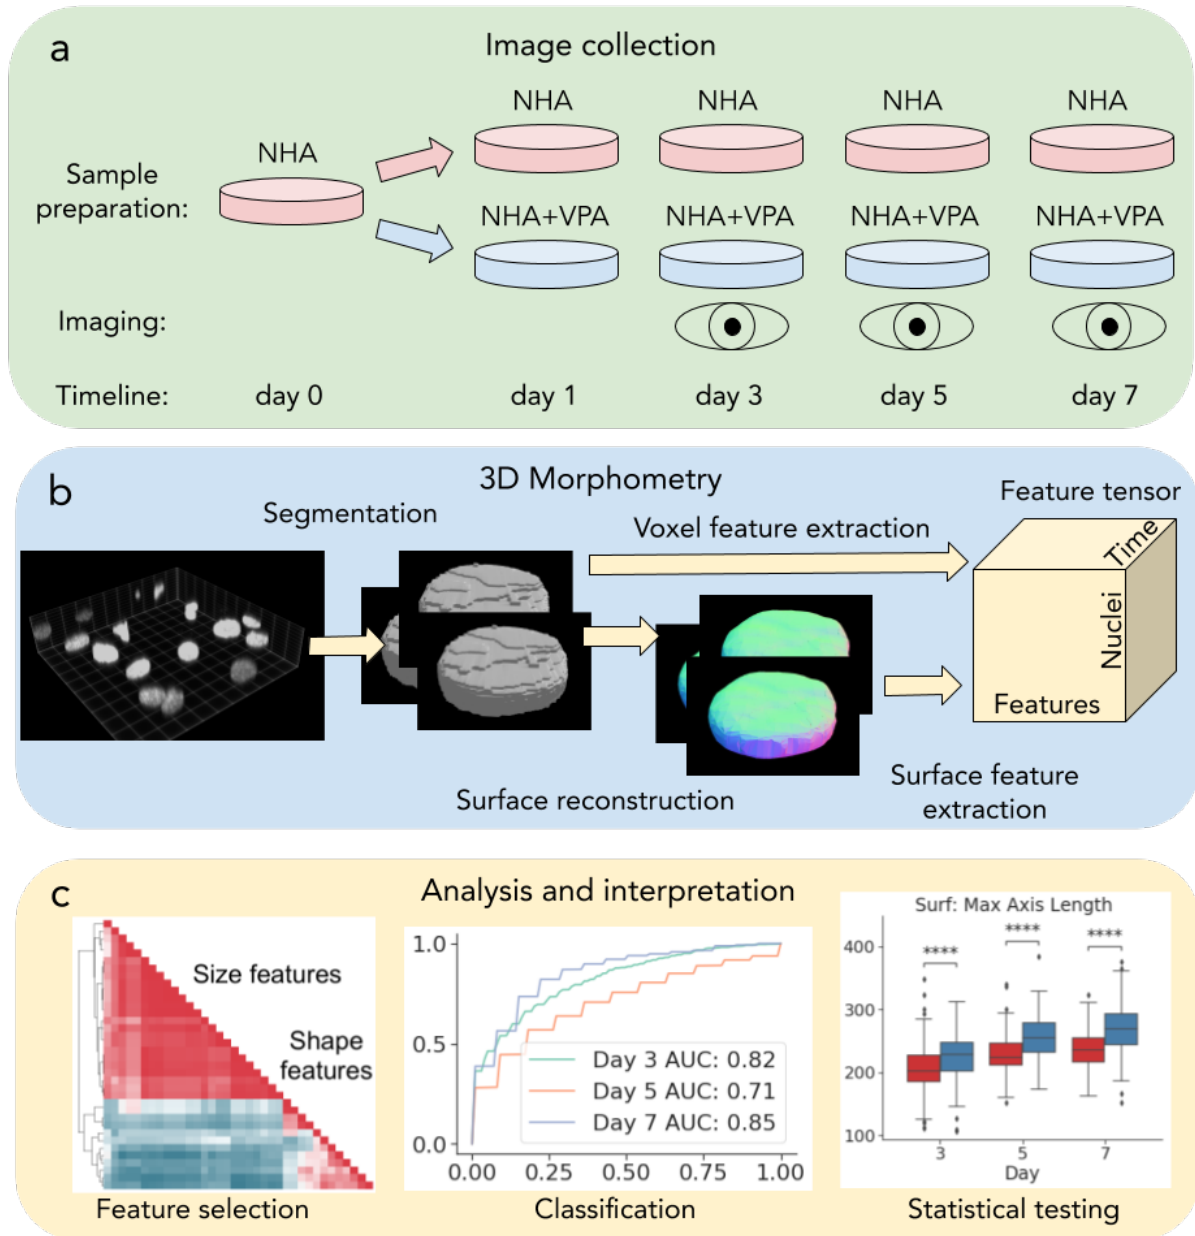 a
Image collection
NHA
NHA
NHA
NHA
Sample
preparation:
NHA
NHA+VPA
NHA+VPA
NHA+VPA
NHA+VPA
Imaging:
Timeline:
day 0
day 1
day 3
day 5
day 7
b
3D Morphometry
Segmentation
Voxel feature extraction
Feature tensor
Time
Nuclei
Features
Surface reconstruction
Surface feature
extraction
c
Analysis and interpretation
Size features
Shape
features
Feature selection
1.0
0.5
0.0
0.00 0.25 0.50 0.75 1.00
Day 3 AUC: 0.82
Day 5 AUC: 0.71
Day 7 AUC: 0.85
Classification
Surf: Max Axis Length
400
300
200
100
****
****
****
3 5 7
Day
Statistical testing